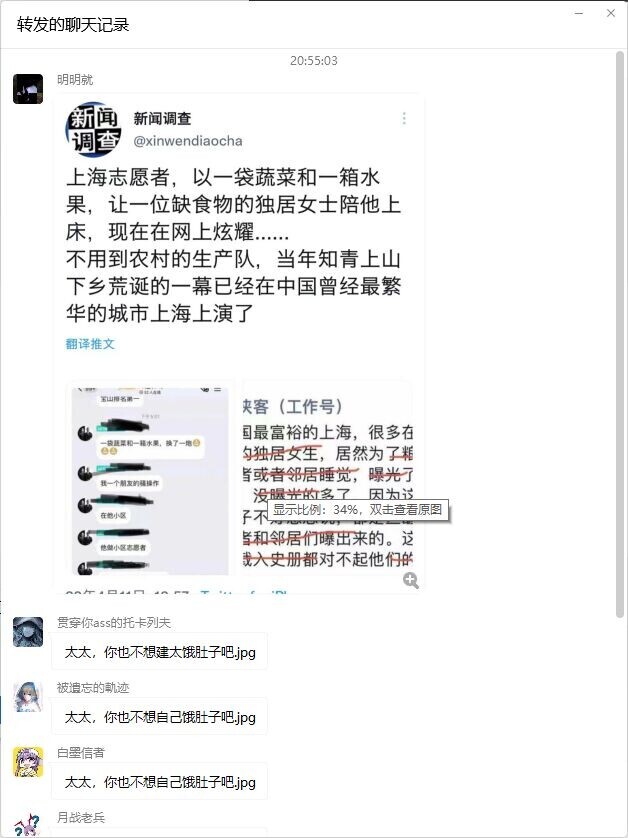 转发的聊天记录
20:55:03
明明就
新闻
调查
新闻调查
@xinwendiaocha
上海志愿者，以一袋蔬菜和一箱水
果，让一位缺食物的独居女士陪他上
床，现在在网上炫耀......
不用到农村的生产队，当年知青上山
下乡荒诞的一幕已经在中国曾经最繁
华的城市上海上演了
翻译推文
宝山排名第一
一袋蔬菜和一箱水果，换了一炮
我一个朋友的骚操作
在他小区
他做小区志愿者
侠客（工作号）
国最富裕的上海，很多在
的独居女生，居然为了粮
者或者邻居睡觉，曝光了
没曝光的多了，因为这
显示比例：34%，双击查看原图
者和邻居们曝出来的。这
载入史册都对不起他们的
贯穿你ass的托卡列夫
太太，你也不想建太饿肚子吧.jpg
被遗忘的軌迹
太太，你也不想自己饿肚子吧.jpg
白墨信者
太太，你也不想自己饿肚子吧.jpg
月战老兵